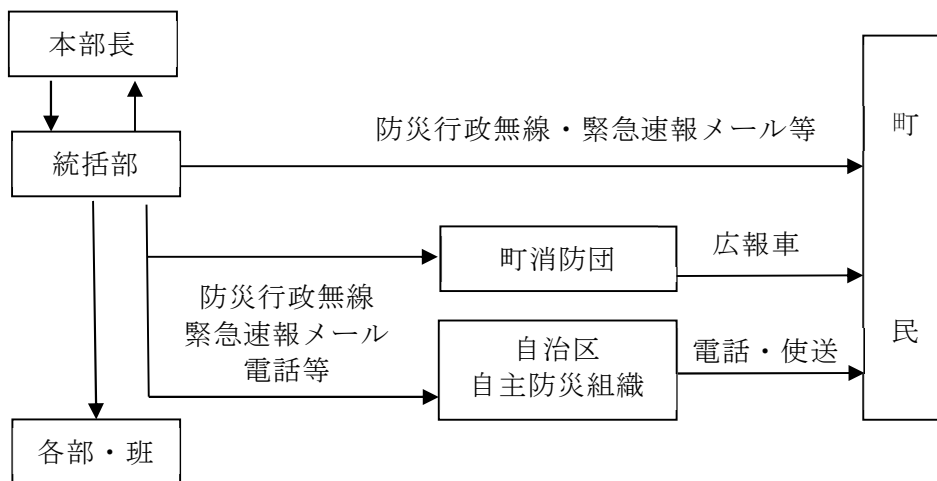 本部長
防災行政無線・緊急速報メール等
町
統括部
町消防団
広報車
防災行政無線
緊急速報メール
電話等
自治区
自主防災組織
電話・使送
民
各部・班